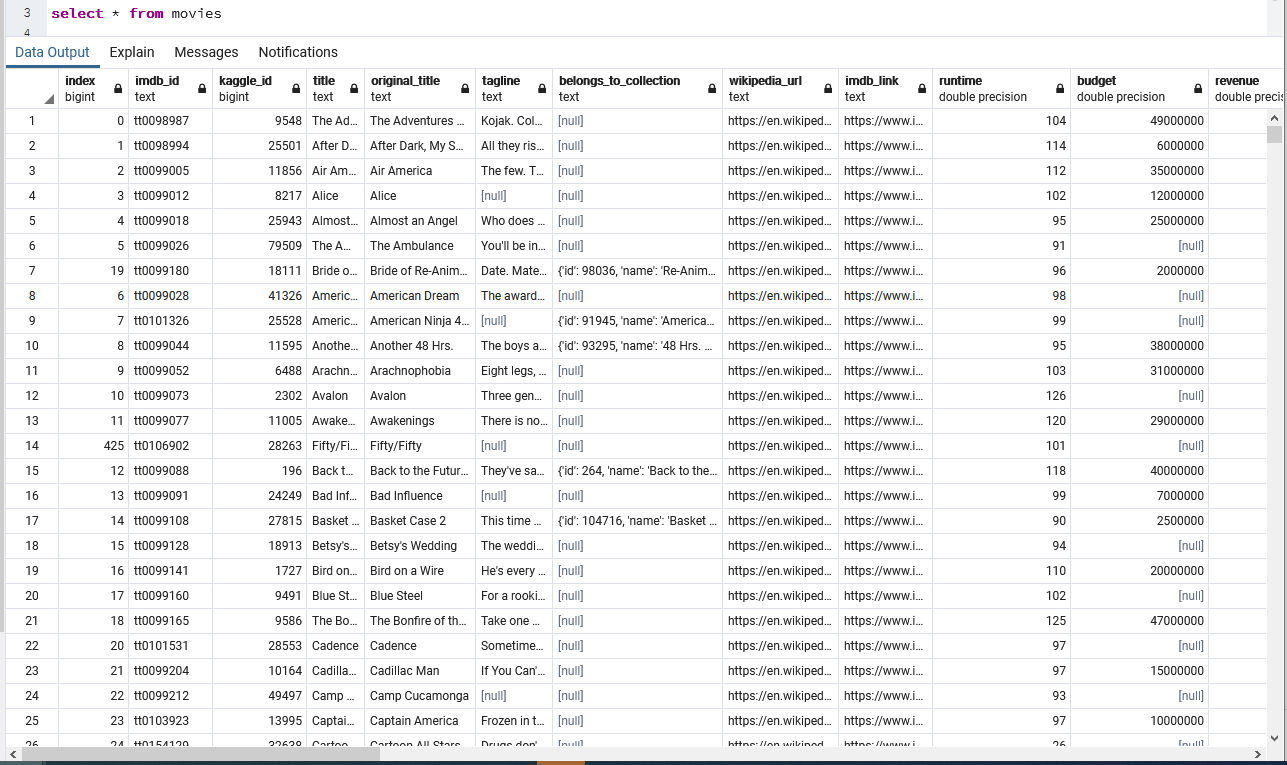 3 select * from movies
4
Data Output Explain Messages Notifications
index imdb_id kaggle_id title original_title tagline belongs_to_collection wikipedia_url imdb_link runtime budget revenue
bigint text bigint text text text text text text double precision double precision double precis
1 0 tt0098987 9548 The Ad... The Adventures ... Kojak. Col... [null] https://en.wikiped... https://www.i... 104 49000000
2 1 tt0098994 25501 After D... After Dark, My S... All they ris... [null] https://en.wikiped... https://www.i... 114 6000000
3 2 tt0099005 11856 Air Am... Air America The few. T... [null] https://en.wikiped... https://www.i... 112 35000000
4 3 tt0099012 8217 Alice Alice [null] [null] https://en.wikiped... https://www.i... 102 12000000
5 4 tt0099018 25943 Almost... Almost an Angel Who does ... [null] https://en.wikiped... https://www.i... 95 25000000
6 5 tt0099026 79509 The A... The Ambulance You'll be in... [null] https://en.wikiped... https://www.i... 91 [null]
7 19 tt0099180 18111 Bride o... Bride of Re-Anim... Date. Mate... {'id': 98036, 'name': 'Re-Anim... https://en.wikiped... https://www.i... 96 2000000
8 6 tt0099028 41326 Americ... American Dream The award... [null] https://en.wikiped... https://www.i... 98 [null]
9 7 tt0101326 25528 Americ... American Ninja 4... [null] {'id': 91945, 'name': 'America... https://en.wikiped... https://www.i... 99 [null]
10 8 tt0099044 11595 Anothe... Another 48 Hrs. The boys a... {'id': 93295, 'name': '48 Hrs. ... https://en.wikiped... https://www.i... 95 38000000
11 9 tt0099052 6488 Arachn... Arachnophobia Eight legs, ... [null] https://en.wikiped... https://www.i... 103 31000000
12 10 tt0099073 2302 Avalon Avalon Three gen... [null] https://en.wikiped... https://www.i... 126 [null]
13 11 tt0099077 11005 Awake... Awakenings There is no... [null] https://en.wikiped... https://www.i... 120 29000000
14 425 tt0106902 28263 Fifty/Fi... Fifty/Fifty [null] [null] https://en.wikiped... https://www.i... 101 [null]
15 12 tt0099088 196 Back t... Back to the Futur... They've sa... {'id': 264, 'name': 'Back to the... https://en.wikiped... https://www.i... 118 40000000
16 13 tt0099091 24249 Bad Inf... Bad Influence [null] [null] https://en.wikiped... https://www.i... 99 7000000
17 14 tt0099108 27815 Basket ... Basket Case 2 This time ... {'id': 104716, 'name': 'Basket ... https://en.wikiped... https://www.i... 90 2500000
18 15 tt0099128 18913 Betsy's... Betsy's Wedding The weddi... [null] https://en.wikiped... https://www.i... 94 [null]
19 16 tt0099141 1727 Bird on... Bird on a Wire He's every ... [null] https://en.wikiped... https://www.i... 110 20000000
20 17 tt0099160 9491 Blue St... Blue Steel For a rooki... [null] https://en.wikiped... https://www.i... 102 [null]
21 18 tt0099165 9586 The Bo... The Bonfire of th... Take one ... [null] https://en.wikiped... https://www.i... 125 47000000
22 20 tt0101531 28553 Cadence Cadence Sometime... [null] https://en.wikiped... https://www.i... 97 [null]
23 21 tt0099204 10164 Cadilla... Cadillac Man If You Can'... [null] https://en.wikiped... https://www.i... 97 15000000
24 22 tt0099212 49497 Camp ... Camp Cucamonga [null] [null] https://en.wikiped... https://www.i... 93 [null]
25 23 tt0103923 13995 Captai... Captain America Frozen in t... [null] https://en.wikiped... https://www.i... 97 10000000
26 24 tt0154129 32638 Cartoo... Cartoon All-Stars... Drugs don'... [null] https://en.wikiped... https://www.i... 26 [null]